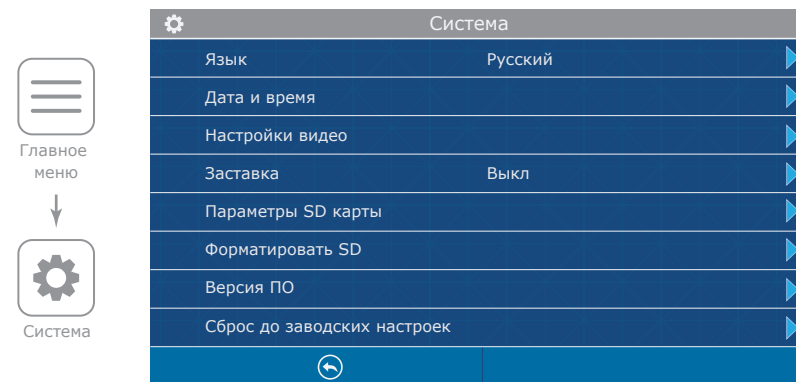 Главное
меню
Система
Система
Язык Русский
Дата и время
Настройки видео
Заставка Выкл
Параметры SD карты
Форматировать SD
Версия ПО
Сброс до заводских настроек